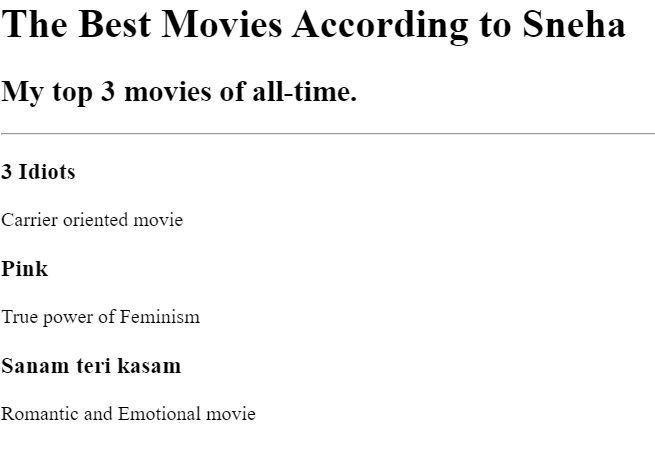 The Best Movies According to Sneha
My top 3 movies of all-time.
3 Idiots
Carrier oriented movie
Pink
True power of Feminism
Sanam teri kasam
Romantic and Emotional movie